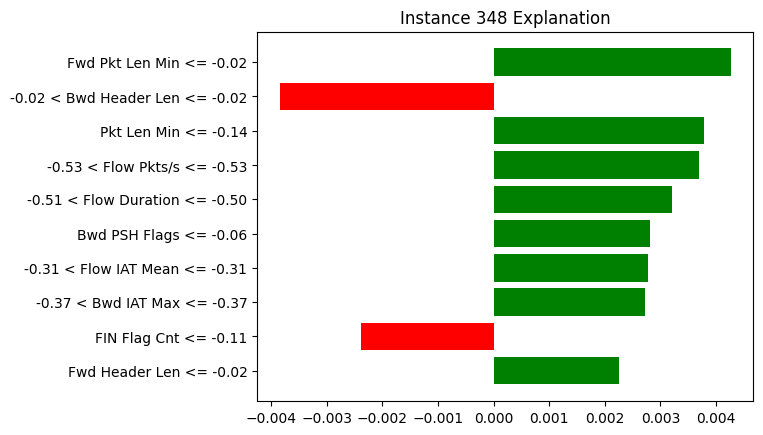 Instance 348 Explanation
Fwd Pkt Len Min <= -0.02
-0.02 < Bwd Header Len <= -0.02
Pkt Len Min <= -0.14
-0.53 < Flow Pkts/s <= -0.53
-0.51 < Flow Duration <= -0.50
Bwd PSH Flags <= -0.06
-0.31 < Flow IAT Mean <= -0.31
-0.37 < Bwd IAT Max <= -0.37
FIN Flag Cnt <= -0.11
Fwd Header Len <= -0.02
−0.004 −0.003 −0.002 −0.001 0.000 0.001 0.002 0.003 0.004